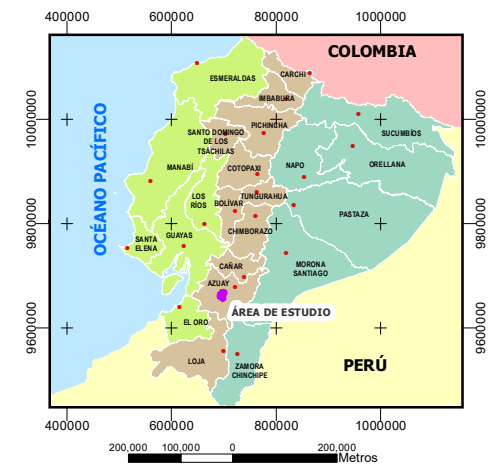 400000 600000 800000 1000000
COLOMBIA
CARCHI
ESMERALDAS
IMBABURA
10000000
10000000
PICHINCHA
SUCUMBÍOS
SANTO DOMINGO
DE LOS
TSÁCHILAS
OCÉANO PACÍFICO
MANABÍ
COTOPAXI
NAPO
ORELLANA
LOS
RÍOS
TUNGURAHUA
BOLÍVAR
PASTAZA
9800000
9800000
CHIMBORAZO
SANTA
ELENA
GUAYAS
MORONA
SANTIAGO
CAÑAR
AZUAY
ÁREA DE ESTUDIO
EL ORO
9600000
9600000
LOJA
ZAMORA
CHINCHIPE
PERÚ
400000 600000 800000 1000000
200,000 100,000 0 200,000
Metros